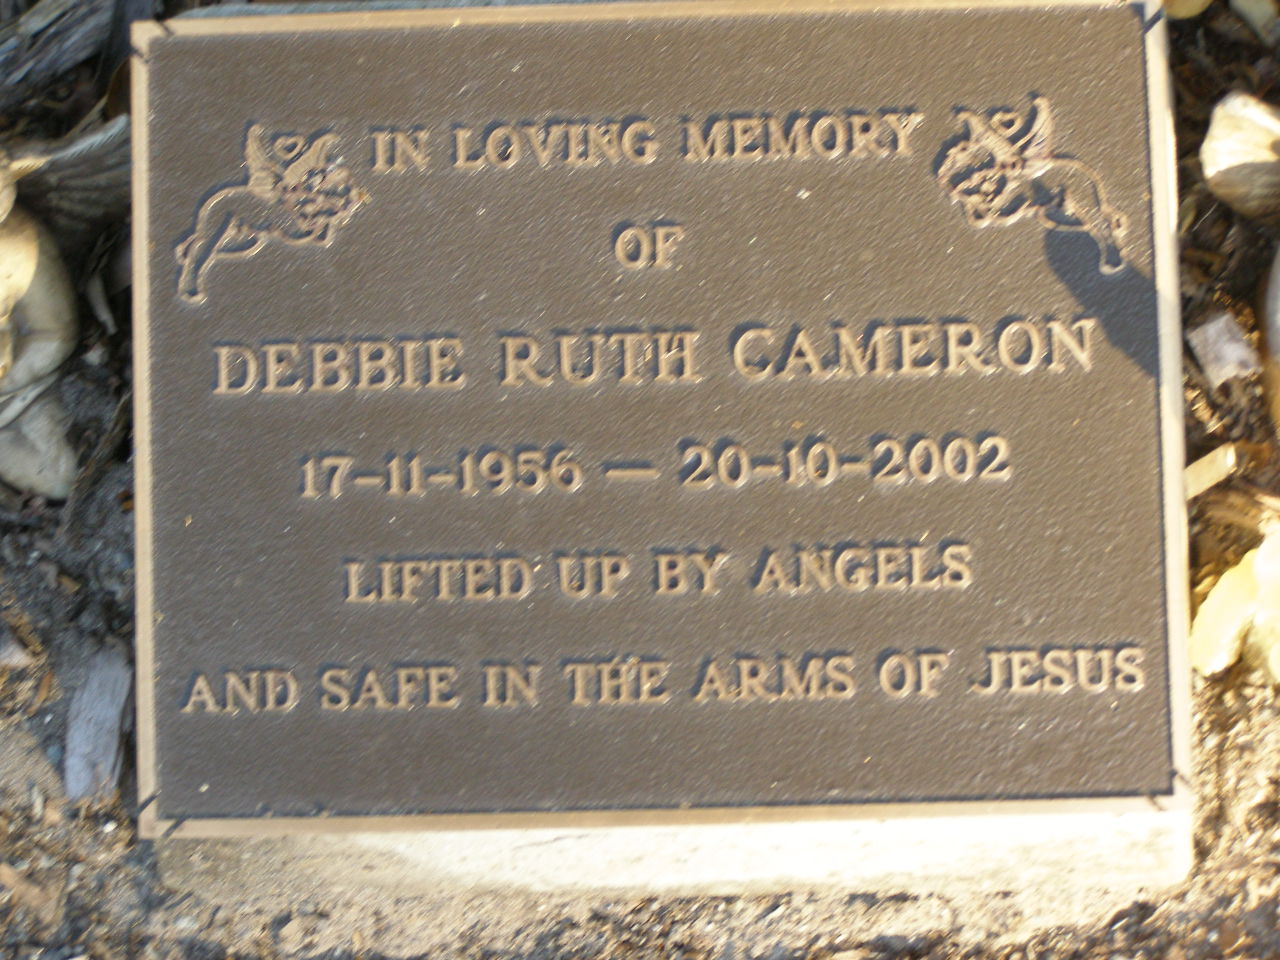 IN LOVING MEMORY
OF
DEBBIE RUTH CAMERON
17-11-1956 — 20-10-2002
LIFTED UP BY ANGELS
AND SAFE IN THE ARMS OF JESUS